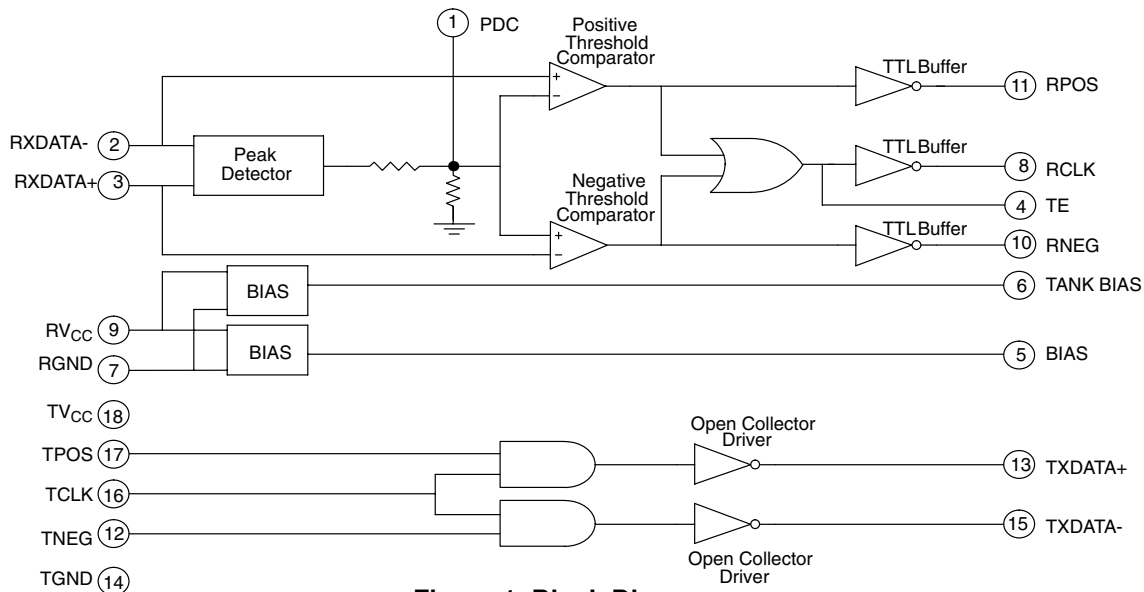 1 PDC
Positive
Threshold
Comparator
+
−
TTL Buffer
11 RPOS
RXDATA- 2
RXDATA+ 3
Peak
Detector
TTL Buffer
8 RCLK
4 TE
Negative
Threshold
Comparator
+
−
TTL Buffer
10 RNEG
BIAS
6 TANK BIAS
RVCC 9
RGND 7
BIAS
5 BIAS
TVCC 18
TPOS 17
TCLK 16
TNEG 12
TGND 14
Open Collector
Driver
13 TXDATA+
15 TXDATA-
Open Collector
Driver